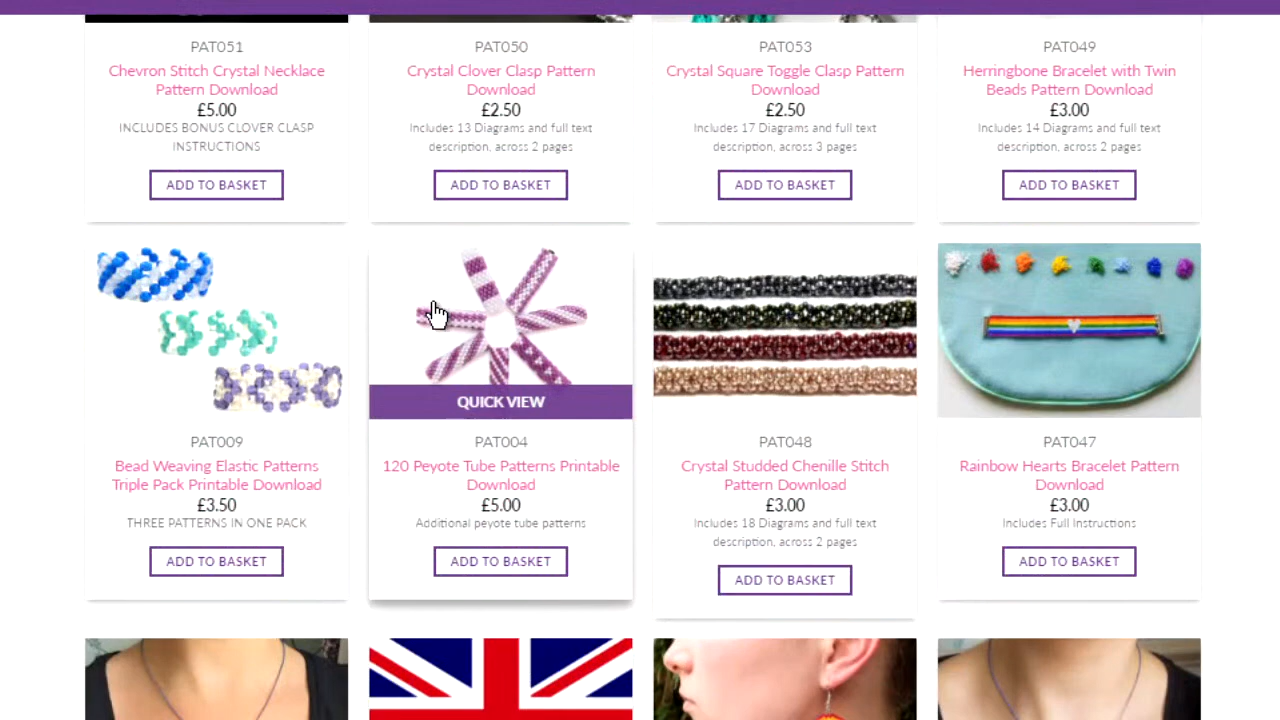 PAT051
Chevron Stitch Crystal Necklace
Pattern Download
£5.00
INCLUDES BONUS CLOVER CLASP
INSTRUCTIONS
ADD TO BASKET
PAT050
Crystal Clover Clasp Pattern
Download
£2.50
Includes 13 Diagrams and full text
description, across 2 pages
ADD TO BASKET
PAT053
Crystal Square Toggle Clasp Pattern
Download
£2.50
Includes 17 Diagrams and full text
description, across 3 pages
ADD TO BASKET
PAT049
Herringbone Bracelet with Twin
Beads Pattern Download
£3.00
Includes 14 Diagrams and full text
description, across 2 pages
ADD TO BASKET
PAT009
Bead Weaving Elastic Patterns
Triple Pack Printable Download
£3.50
THREE PATTERNS IN ONE PACK
ADD TO BASKET
QUICK VIEW
PAT004
120 Peyote Tube Patterns Printable
Download
£5.00
Additional peyote tube patterns
ADD TO BASKET
PAT048
Crystal Studded Chenille Stitch
Pattern Download
£3.00
Includes 18 Diagrams and full text
description, across 2 pages
ADD TO BASKET
PAT047
Rainbow Hearts Bracelet Pattern
Download
£3.00
Includes Full Instructions
ADD TO BASKET